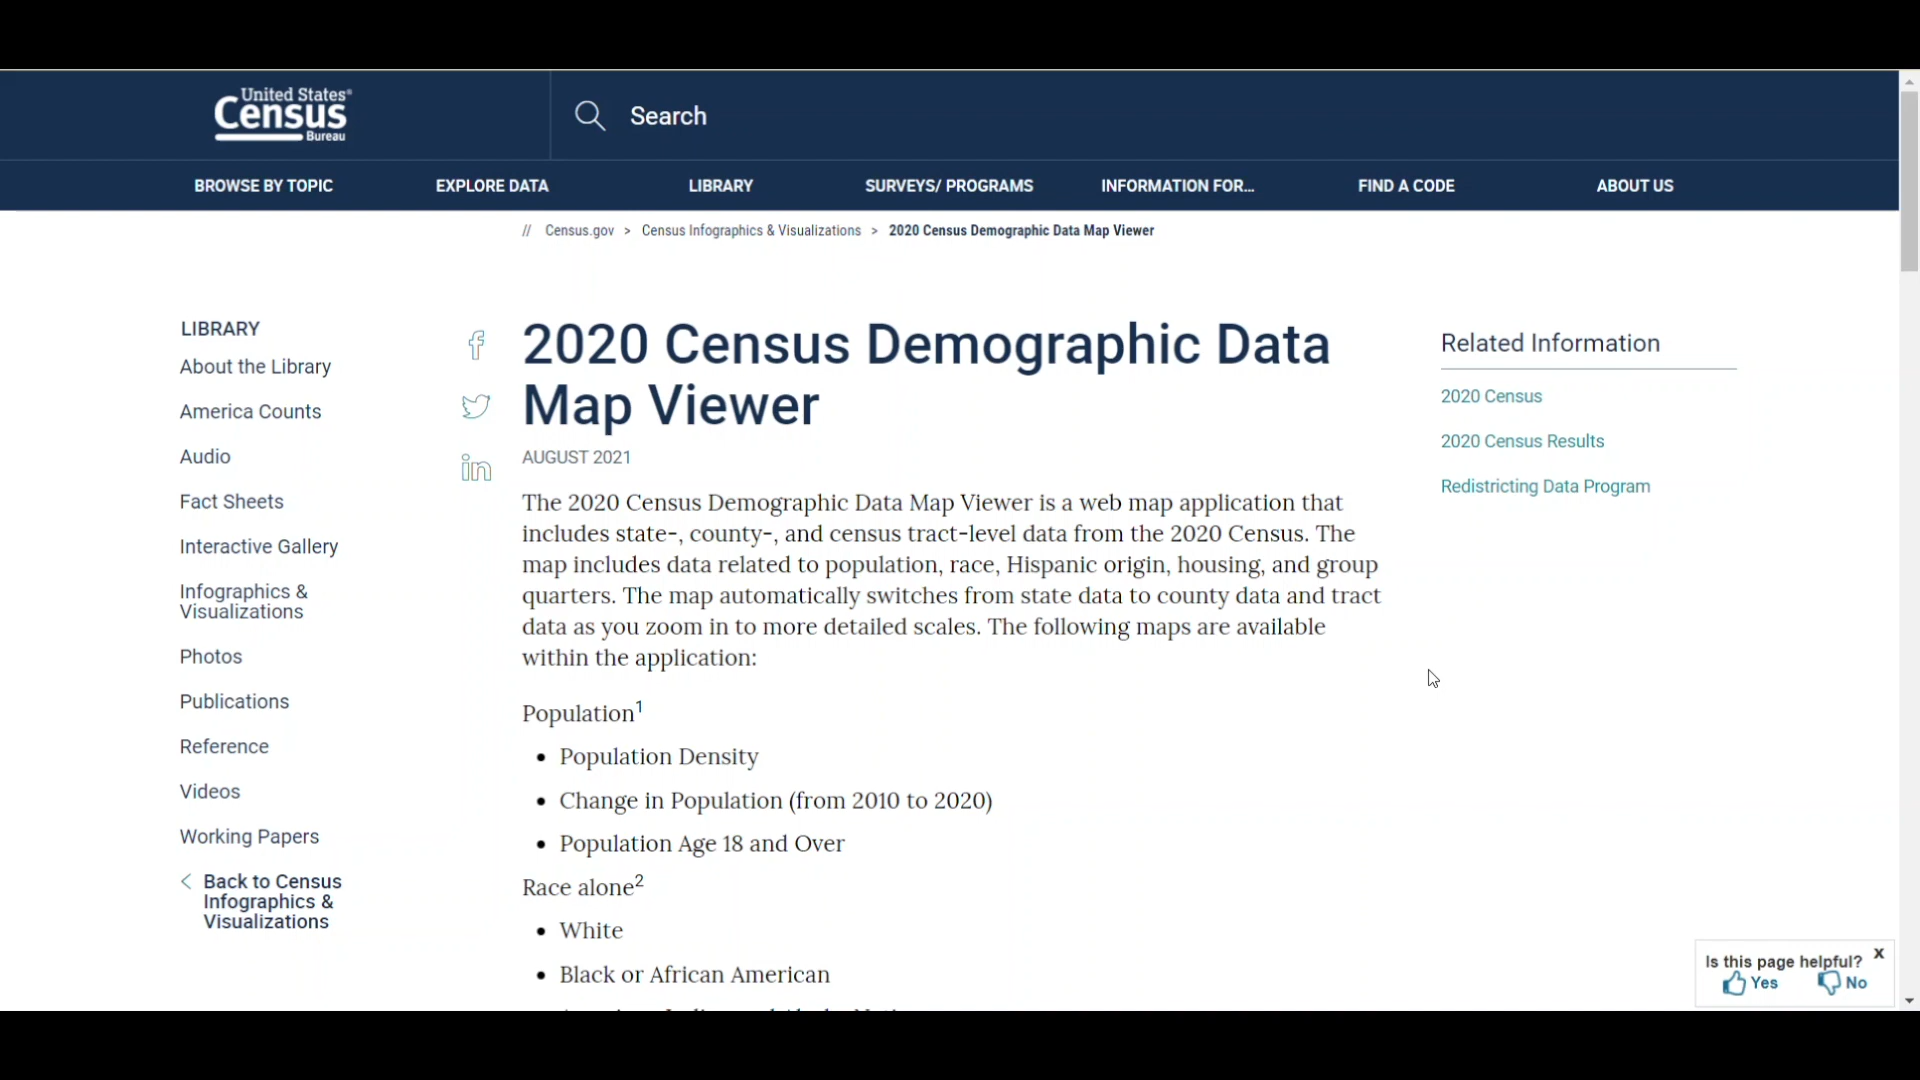 United States®
Census
Bureau
Search
BROWSE BY TOPIC
EXPLORE DATA
LIBRARY
SURVEYS/ PROGRAMS
INFORMATION FOR...
FIND A CODE
ABOUT US
// Census.gov > Census Infographics & Visualizations > 2020 Census Demographic Data Map Viewer
LIBRARY
About the Library
America Counts
Audio
Fact Sheets
Interactive Gallery
Infographics &
Visualizations
Photos
Publications
Reference
Videos
Working Papers
Back to Census
Infographics &
Visualizations
2020 Census Demographic Data
Map Viewer
AUGUST 2021
The 2020 Census Demographic Data Map Viewer is a web map application that
includes state-, county-, and census tract-level data from the 2020 Census. The
map includes data related to population, race, Hispanic origin, housing, and group
quarters. The map automatically switches from state data to county data and tract
data as you zoom in to more detailed scales. The following maps are available
within the application:
Population1
• Population Density
• Change in Population (from 2010 to 2020)
• Population Age 18 and Over
Race alone2
• White
• Black or African American
Related Information
2020 Census
2020 Census Results
Redistricting Data Program
Is this page helpful? X
Yes No